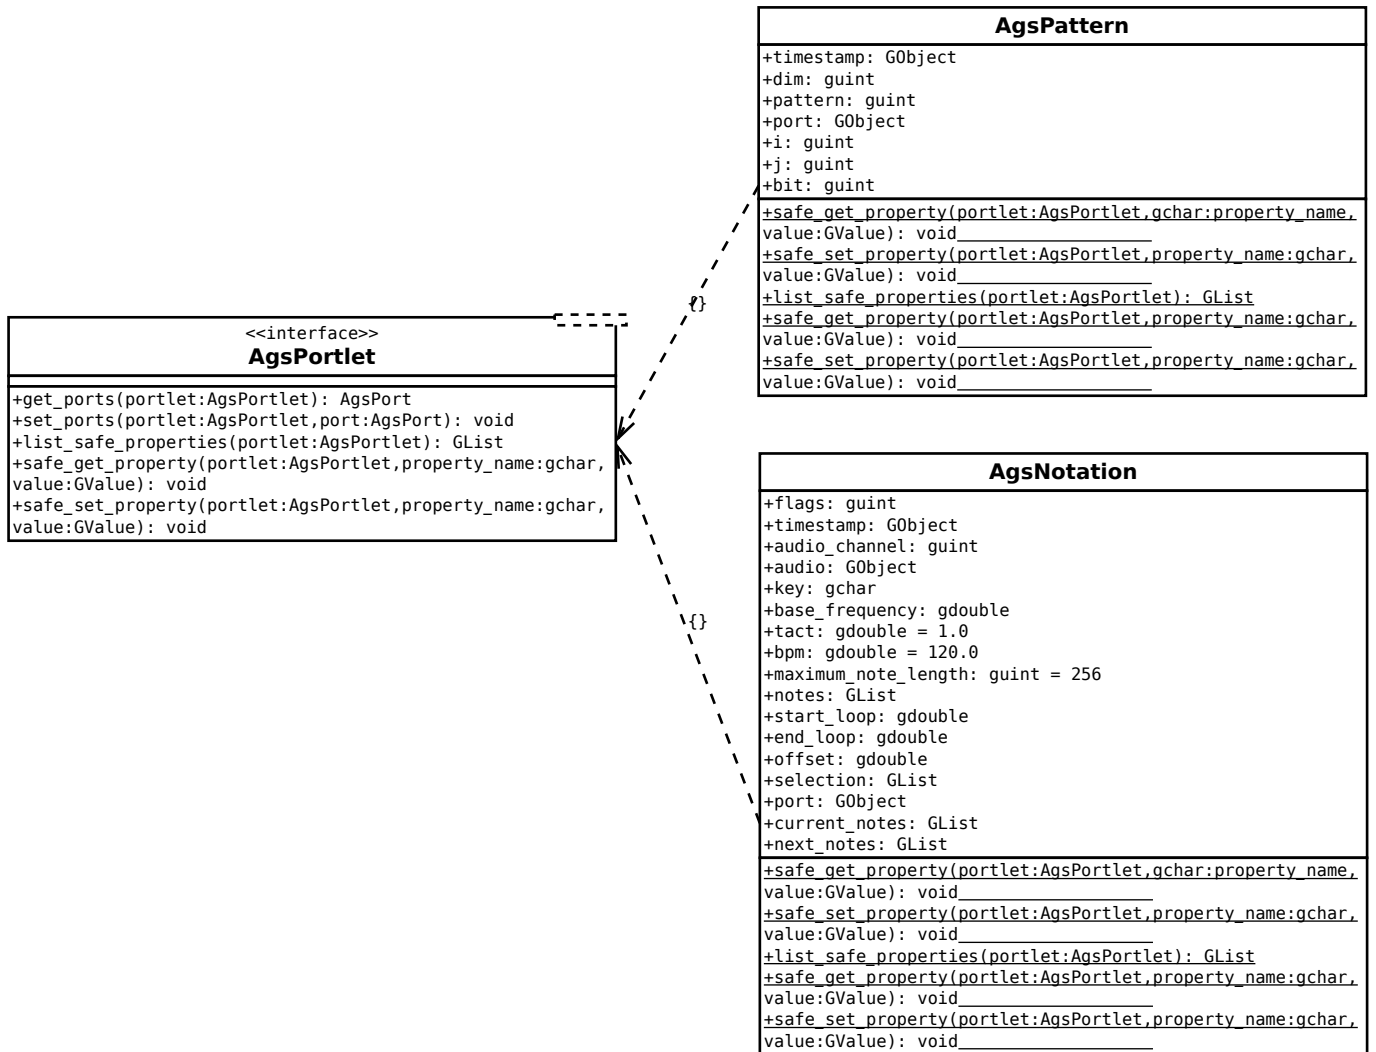 <<interface>>
AgsPortlet
+get_ports(portlet:AgsPortlet): AgsPort
+set_ports(portlet:AgsPortlet,port:AgsPort): void
+list_safe_properties(portlet:AgsPortlet): GList
+safe_get_property(portlet:AgsPortlet,property_name:gchar,
value:GValue): void
+safe_set_property(portlet:AgsPortlet,property_name:gchar,
value:GValue): void
{}
{}
AgsPattern
+timestamp: GObject
+dim: guint
+pattern: guint
+port: GObject
+i: guint
+j: guint
+bit: guint
+safe_get_property(portlet:AgsPortlet,gchar:property_name,
value:GValue): void
+safe_set_property(portlet:AgsPortlet,property_name:gchar,
value:GValue): void
+list_safe_properties(portlet:AgsPortlet): GList
+safe_get_property(portlet:AgsPortlet,property_name:gchar,
value:GValue): void
+safe_set_property(portlet:AgsPortlet,property_name:gchar,
value:GValue): void
AgsNotation
+flags: guint
+timestamp: GObject
+audio_channel: guint
+audio: GObject
+key: gchar
+base_frequency: gdouble
+tact: gdouble = 1.0
+bpm: gdouble = 120.0
+maximum_note_length: guint = 256
+notes: GList
+start_loop: gdouble
+end_loop: gdouble
+offset: gdouble
+selection: GList
+port: GObject
+current_notes: GList
+next_notes: GList
+safe_get_property(portlet:AgsPortlet,gchar:property_name,
value:GValue): void
+safe_set_property(portlet:AgsPortlet,property_name:gchar,
value:GValue): void
+list_safe_properties(portlet:AgsPortlet): GList
+safe_get_property(portlet:AgsPortlet,property_name:gchar,
value:GValue): void
+safe_set_property(portlet:AgsPortlet,property_name:gchar,
value:GValue): void